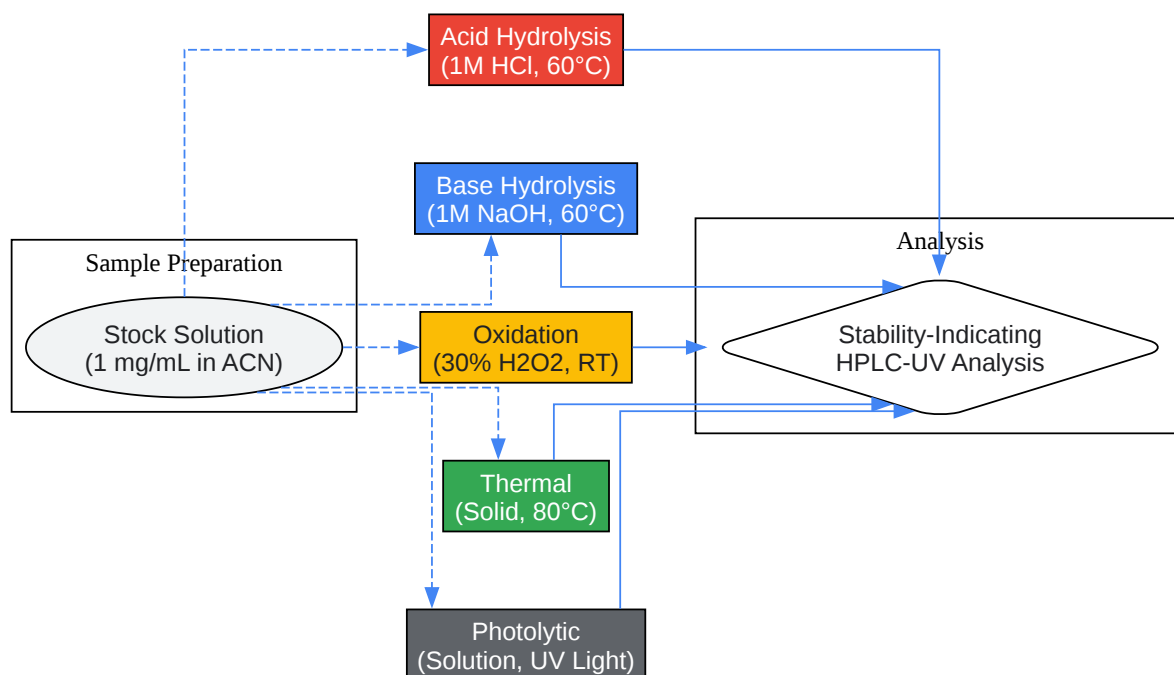 Acid Hydrolysis
(1M HCl, 60°C)
Base Hydrolysis
(1M NaOH, 60°C)
Sample Preparation
Analysis
Stock Solution
(1 mg/mL in ACN)
Oxidation
(30% H2O2, RT)
Stability-Indicating
HPLC-UV Analysis
Thermal
(Solid, 80°C)
Photolytic
(Solution, UV Light)